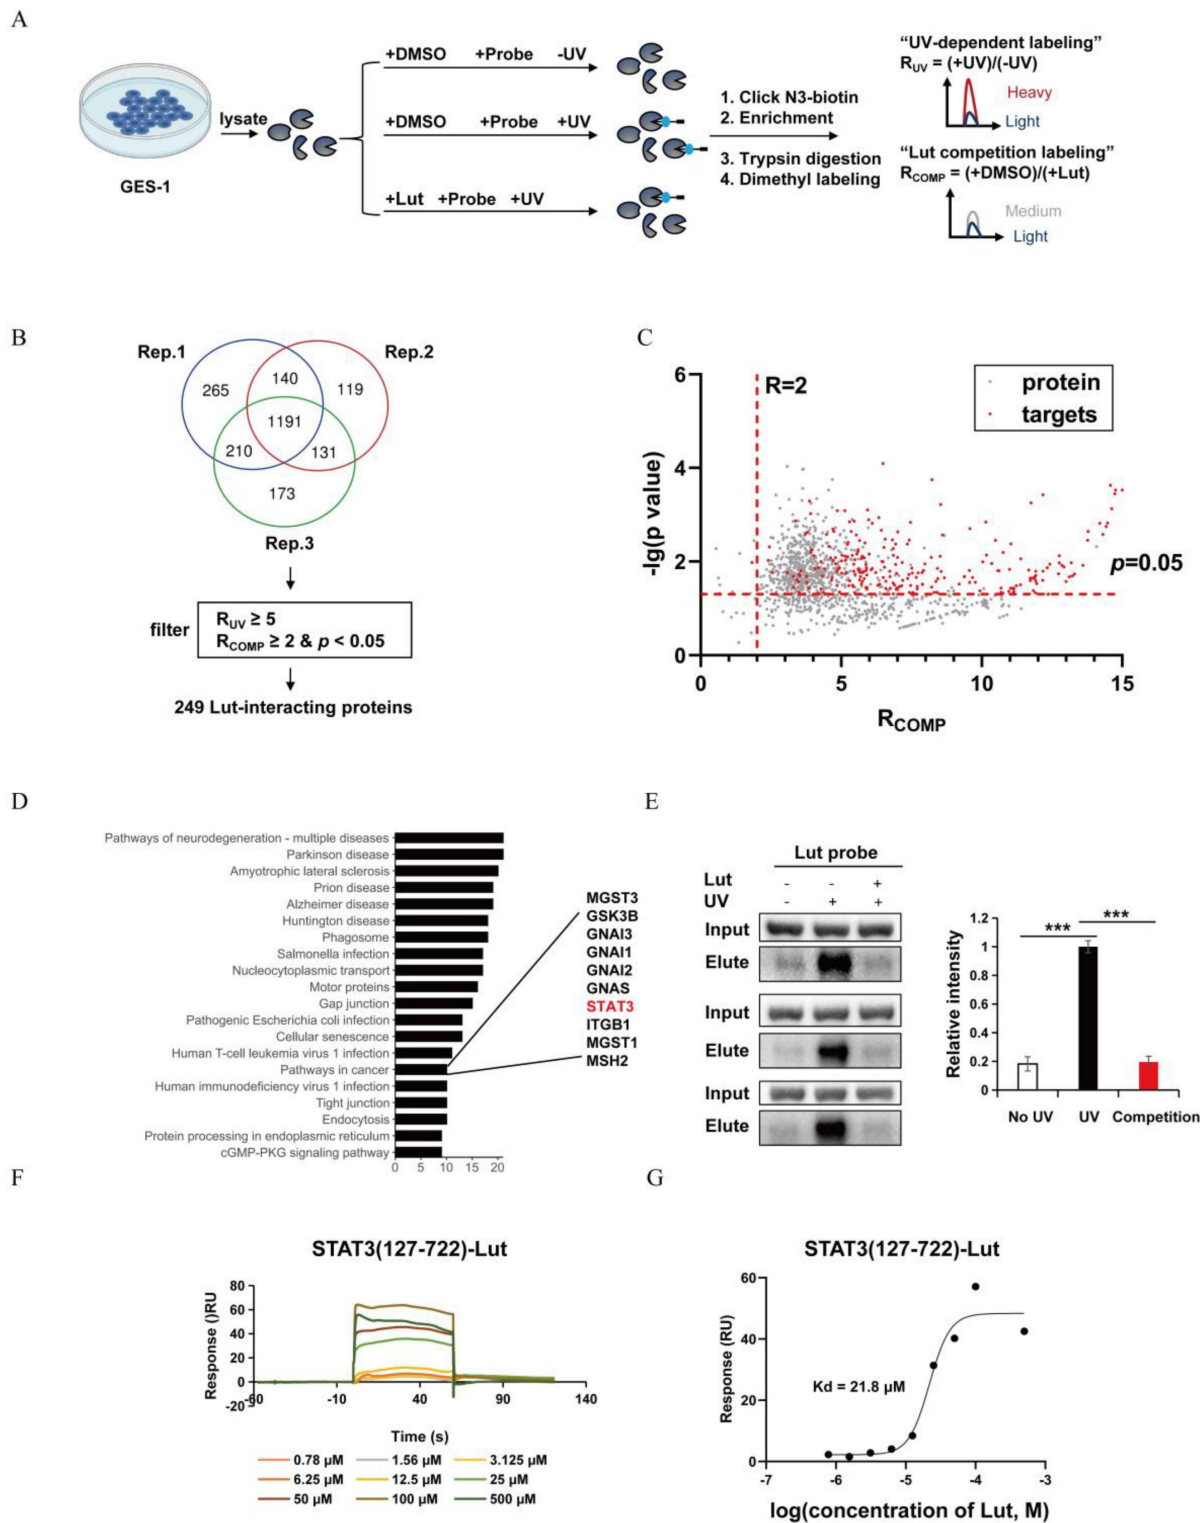 A
GES-1
lysate
+DMSO +Probe -UV
+DMSO +Probe +UV
+Lut +Probe +UV
1. Click N3-biotin
2. Enrichment
3. Trypsin digestion
4. Dimethyl labeling
“UV-dependent labeling”
RUV = (+UV)/(-UV)
Heavy
Light
“Lut competition labeling”
RCOMP = (+DMSO)/(+Lut)
Medium
Light
B
Rep.1
Rep.2
265
140
119
1191
210
131
173
Rep.3
filter
RUV ≥ 5
RCOMP ≥ 2 & p < 0.05
249 Lut-interacting proteins
C
R=2
protein
targets
p=0.05
-lg(p value)
6
4
2
0
0 5 10 15
RCOMP
D
Pathways of neurodegeneration - multiple diseases
Parkinson disease
Amyotrophic lateral sclerosis
Prion disease
Alzheimer disease
Huntington disease
Phagosome
Salmonella infection
Nucleocytoplasmic transport
Motor proteins
Gap junction
Pathogenic Escherichia coli infection
Cellular senescence
Human T-cell leukemia virus 1 infection
Pathways in cancer
Human immunodeficiency virus 1 infection
Tight junction
Endocytosis
Protein processing in endoplasmic reticulum
cGMP-PKG signaling pathway
0 5 10 15 20
MGST3
GSK3B
GNAI3
GNAI1
GNAI2
GNAS
STAT3
ITGB1
MGST1
MSH2
E
Lut probe
Lut - - +
UV - + +
Input
Elute
Input
Elute
Input
Elute
Relative intensity
1.2
1
0.8
0.6
0.4
0.2
0
***
***
No UV UV Competition
F
STAT3(127-722)-Lut
Response ()RU
80
60
40
20
0
-20
-60 -10 40 90 140
Time (s)
0.78 µM 1.56 µM 3.125 µM
6.25 µM 12.5 µM 25 µM
50 µM 100 µM 500 µM
G
STAT3(127-722)-Lut
Response (RU)
60
40
20
0
Kd = 21.8 µM
-7 -6 -5 -4 -3
log(concentration of Lut, M)